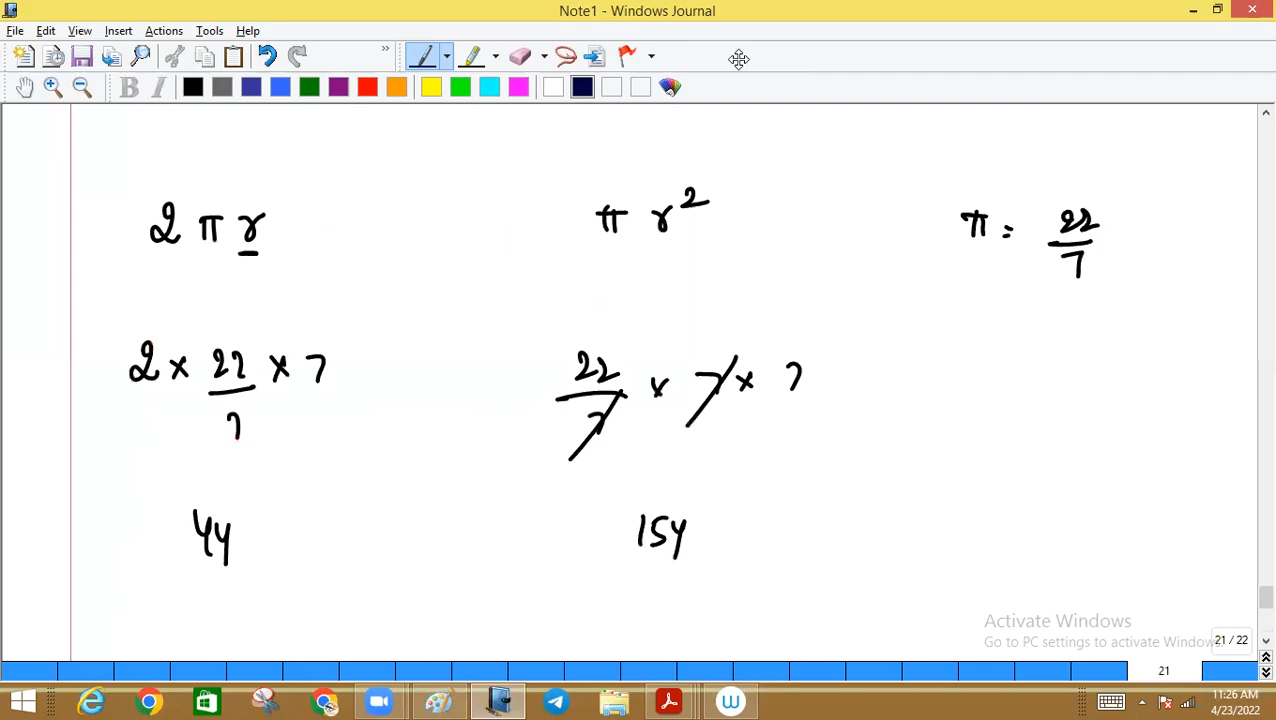 Note1 - Windows Journal
File Edit View Insert Actions Tools Help
B I
2 π r
π r²
π = 22/7
2 × 22/7 × 7
22/7 × 7 × 7
44
154
Activate Windows
Go to PC settings to activate Windows.
21 / 22
21
11:26 AM
4/23/2022